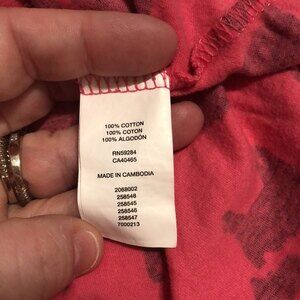 100% COTTON
100% COTON
100% ALGODÓN
RN59284
CA40465
MADE IN CAMBODIA
2068002
258548
258545
258546
258547
7000213